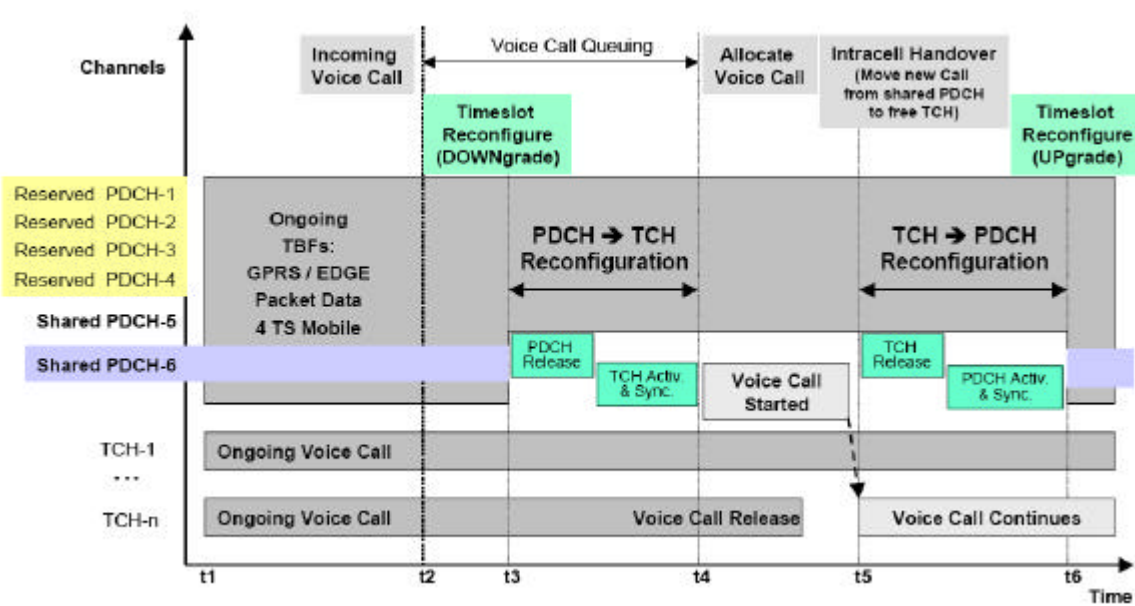 Channels
Incoming
Voice Call
Voice Call Queuing
Allocate
Voice Call
Intracell Handover
(Move new Call
from shared PDCH
to free TCH)
Timeslot
Reconfigure
(DOWNgrade)
Timeslot
Reconfigure
(UPgrade)
Reserved PDCH-1
Reserved PDCH-2
Reserved PDCH-3
Reserved PDCH-4
Shared PDCH-5
Shared PDCH-6
Ongoing
TBFs:
GPRS / EDGE
Packet Data
4 TS Mobile
PDCH → TCH
Reconfiguration
TCH → PDCH
Reconfiguration
PDCH
Release
TCH Activ.
& Sync.
Voice Call
Started
TCH
Release
PDCH Activ.
& Sync.
TCH-1
Ongoing Voice Call
...
TCH-n
Ongoing Voice Call
Voice Call Release
Voice Call Continues
t1
t2
t3
t4
t5
t6
Time